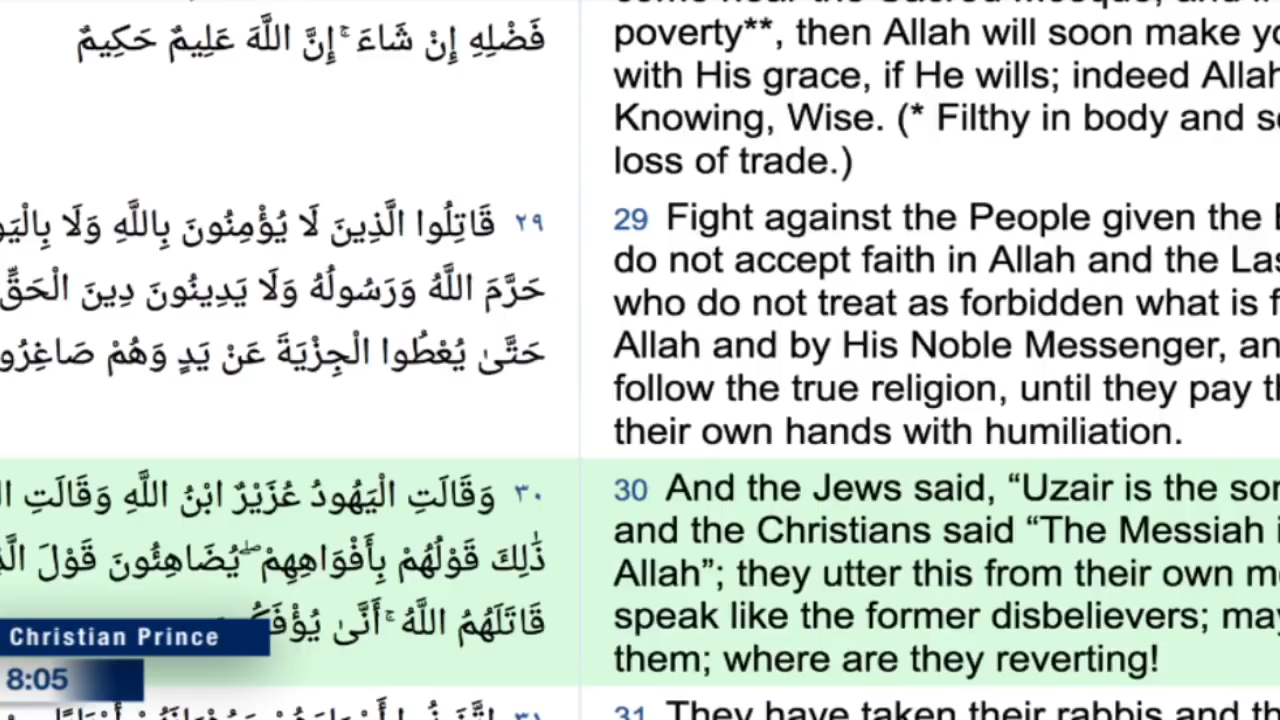 فَضْلِهِ إِنْ شَاءَ ۚ إِنَّ اللَّهَ عَلِيمٌ حَكِيمٌ
٢٩ قَاتِلُوا الَّذِينَ لَا يُؤْمِنُونَ بِاللَّهِ وَلَا
حَرَّمَ اللَّهُ وَرَسُولُهُ وَلَا يَدِينُونَ دِينَ الْحَقِّ
حَتَّىٰ يُعْطُوا الْجِزْيَةَ عَنْ يَدٍ وَهُمْ
٣٠ وَقَالَتِ الْيَهُودُ عُزَيْرٌ ابْنُ اللَّهِ وَقَالَتِ
ذَٰلِكَ قَوْلُهُمْ بِأَفْوَاهِهِمْ ۖ يُضَاهِئُونَ قَوْلَ
قَاتَلَهُمُ اللَّهُ ۚ أَنَّىٰ
٣١
poverty**, then Allah will soon make
with His grace, if He wills; indeed Allah
Knowing, Wise. (* Filthy in body and
loss of trade.)
29 Fight against the People given the
do not accept faith in Allah and the
who do not treat as forbidden what is
Allah and by His Noble Messenger,
follow the true religion, until they pay
their own hands with humiliation.
30 And the Jews said, “Uzair is the
and the Christians said “The Messiah
Allah”; they utter this from their own
speak like the former disbelievers;
them; where are they reverting!
31 They have taken their rabbis and
Christian Prince
8:05